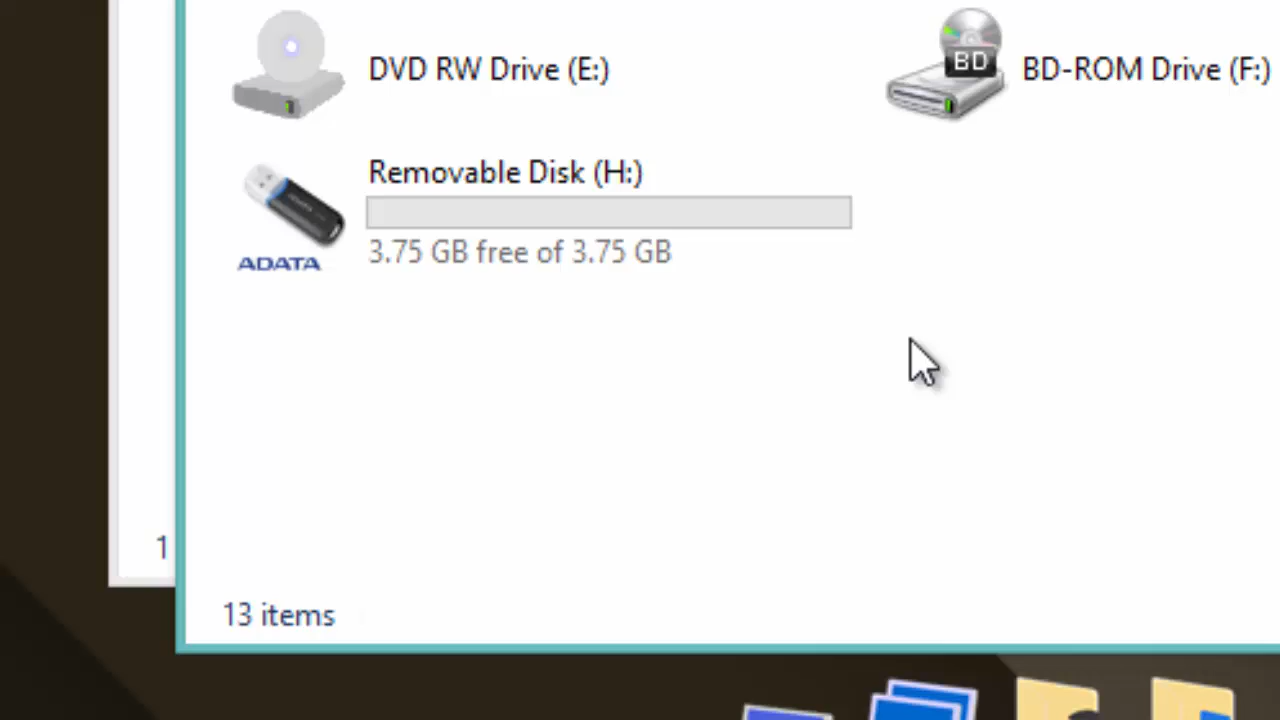 DVD RW Drive (E:)
BD
BD-ROM Drive (F:)
Removable Disk (H:)
3.75 GB free of 3.75 GB
ADATA
1
13 items